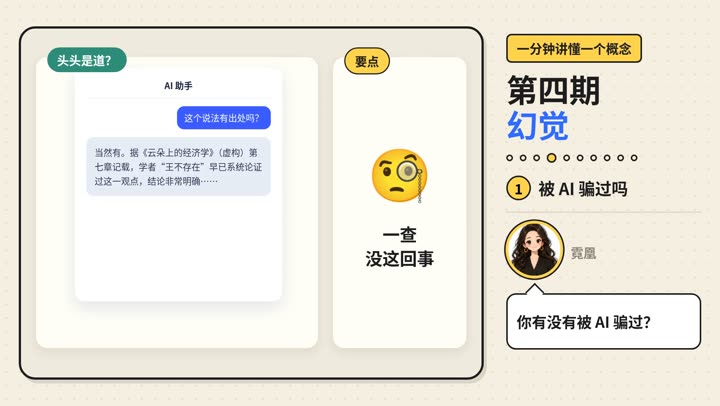 头头是道?
AI 助手
这个说法有出处吗?
当然有。据《云朵上的经济学》(虚构)第
七章记载,学者“王不存在”早已系统论证
过这一观点,结论非常明确……
要点
一查
没这回事
一分钟讲懂一个概念
第四期
幻觉
1 被 AI 骗过吗
霓凰
你有没有被 AI 骗过?